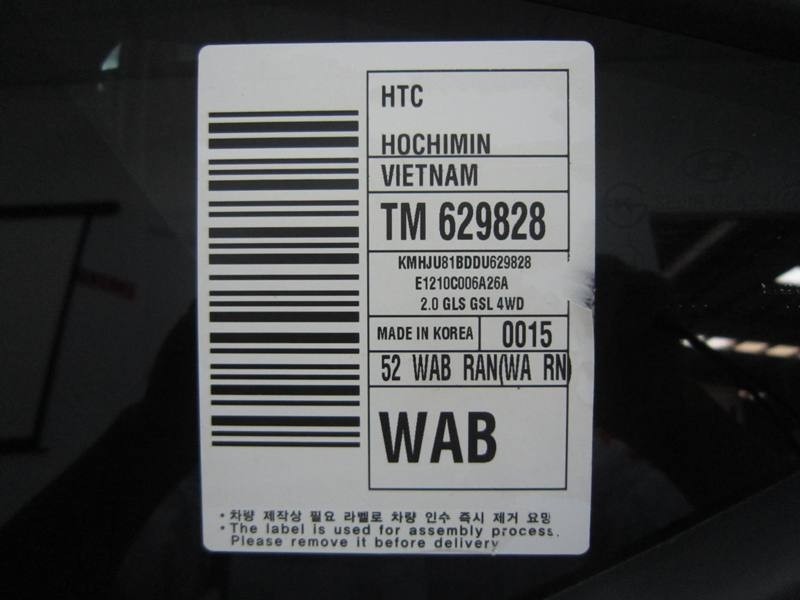 HTC
HOCHIMIN
VIETNAM
TM 629828
KMHJU81BDDU629828
E1210C006A26A
2.0 GLS GSL 4WD
MADE IN KOREA 0015
52 WAB RAN(WA RN)
WAB
• 차량 제작상 필요 라벨로 차량 인수 즉시 제거 요망
• The label is used for assembly process.
Please remove it before delivery